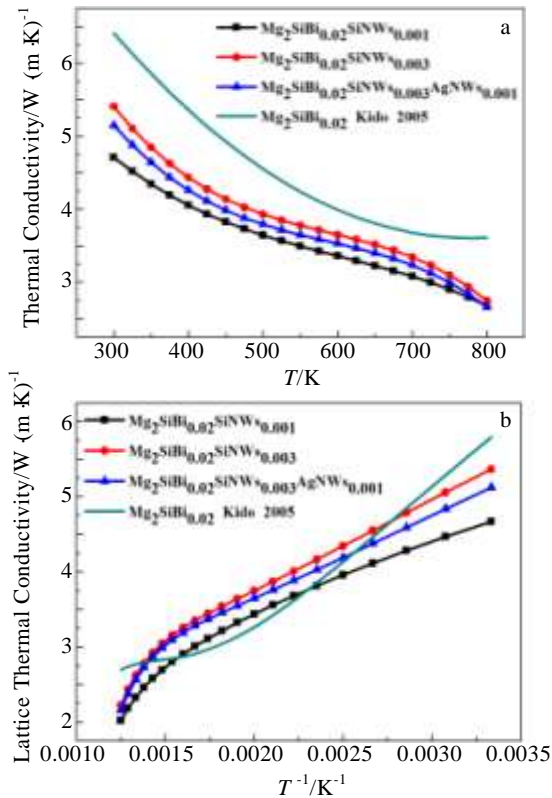 a
Mg2SiBi0.02SiNWs0.001
Mg2SiBi0.02SiNWs0.003
Mg2SiBi0.02SiNWs0.003AgNWs0.001
Mg2SiBi0.02 Kido 2005
Thermal Conductivity/W (m·K)-1
6
5
4
3
300 400 500 600 700 800
T/K
b
Mg2SiBi0.02SiNWs0.001
Mg2SiBi0.02SiNWs0.003
Mg2SiBi0.02SiNWs0.003AgNWs0.001
Mg2SiBi0.02 Kido 2005
Lattice Thermal Conductivity/W·(m·K)-1
6
5
4
3
2
0.0010 0.0015 0.0020 0.0025 0.0030 0.0035
T-1/K-1